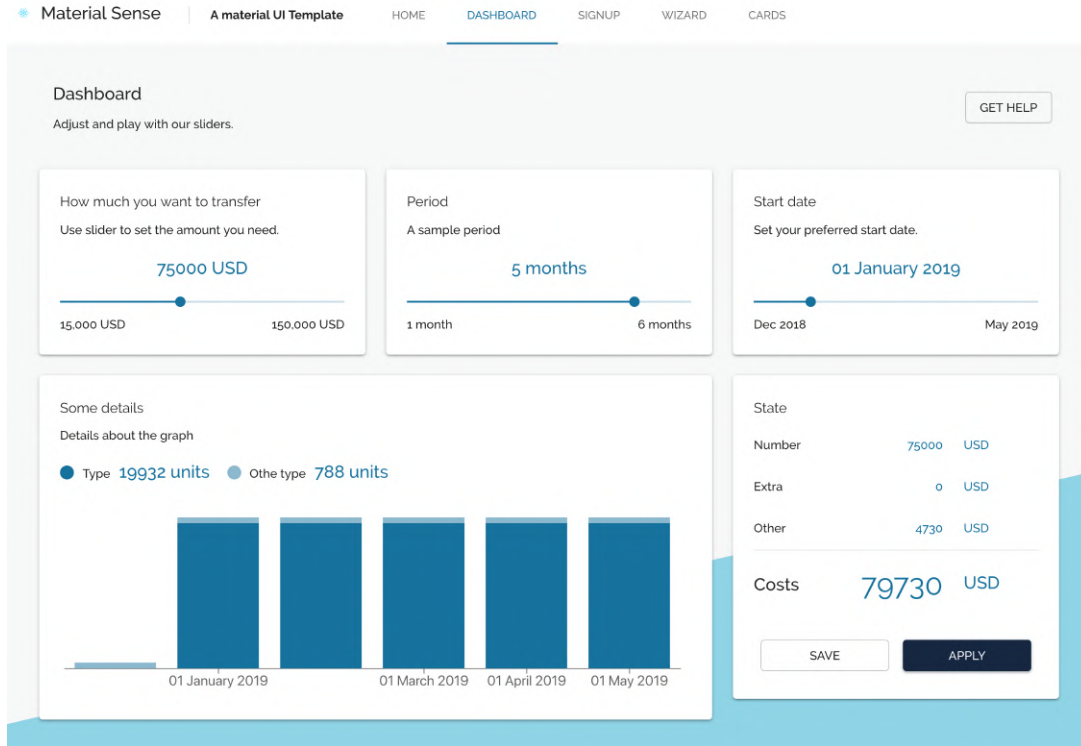 Material Sense
A material UI Template
HOME
DASHBOARD
SIGNUP
WIZARD
CARDS
Dashboard
Adjust and play with our sliders.
GET HELP
How much you want to transfer
Use slider to set the amount you need.
75000 USD
15,000 USD
150,000 USD
Period
A sample period
5 months
1 month
6 months
Start date
Set your preferred start date.
01 January 2019
Dec 2018
May 2019
Some details
Details about the graph
Type 19932 units
Othe type 788 units
01 January 2019
01 March 2019
01 April 2019
01 May 2019
State
Number 75000 USD
Extra 0 USD
Other 4730 USD
Costs 79730 USD
SAVE
APPLY